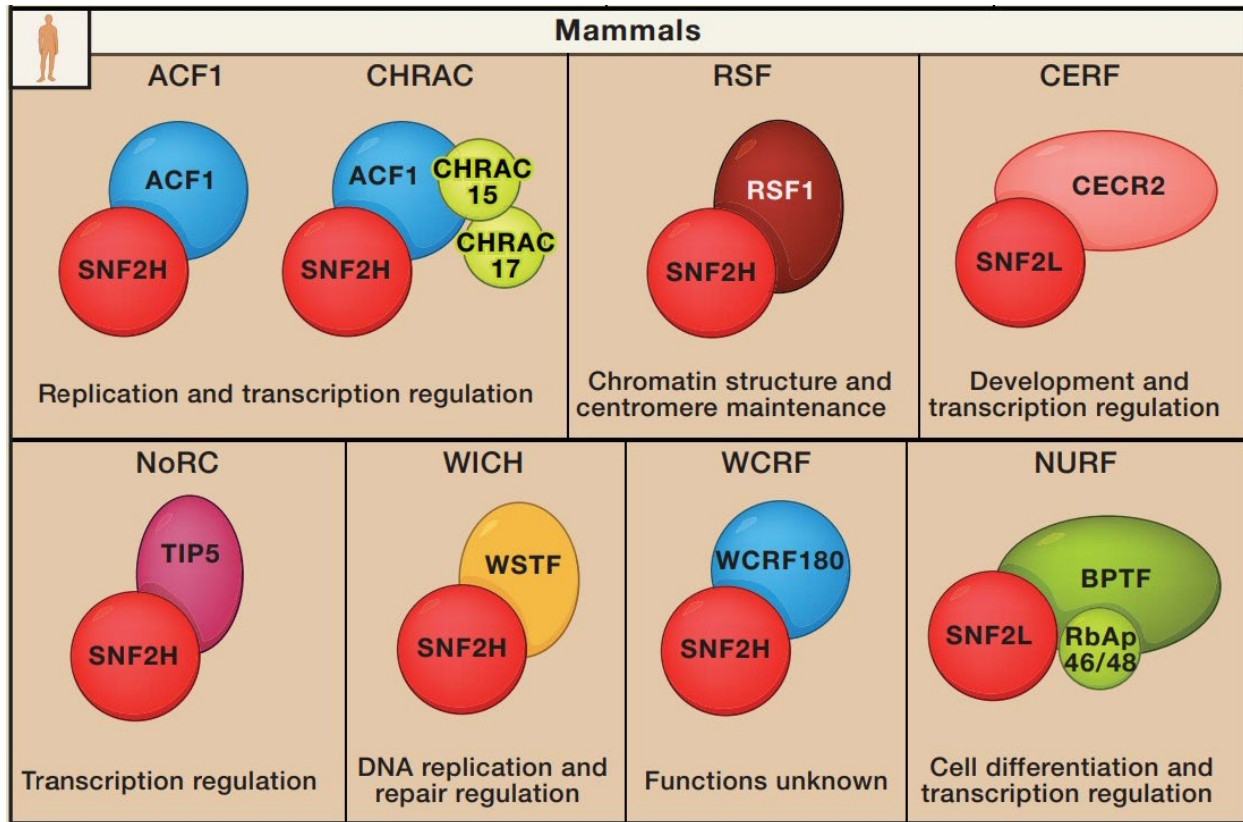 Mammals
ACF1
CHRAC
RSF
CERF
ACF1
SNF2H
ACF1
CHRAC
15
CHRAC
17
SNF2H
RSF1
SNF2H
CECR2
SNF2L
Replication and transcription regulation
Chromatin structure and
centromere maintenance
Development and
transcription regulation
NoRC
WICH
WCRF
NURF
TIP5
SNF2H
WSTF
SNF2H
WCRF180
SNF2H
BPTF
SNF2L
RbAp
46/48
Transcription regulation
DNA replication and
repair regulation
Functions unknown
Cell differentiation and
transcription regulation